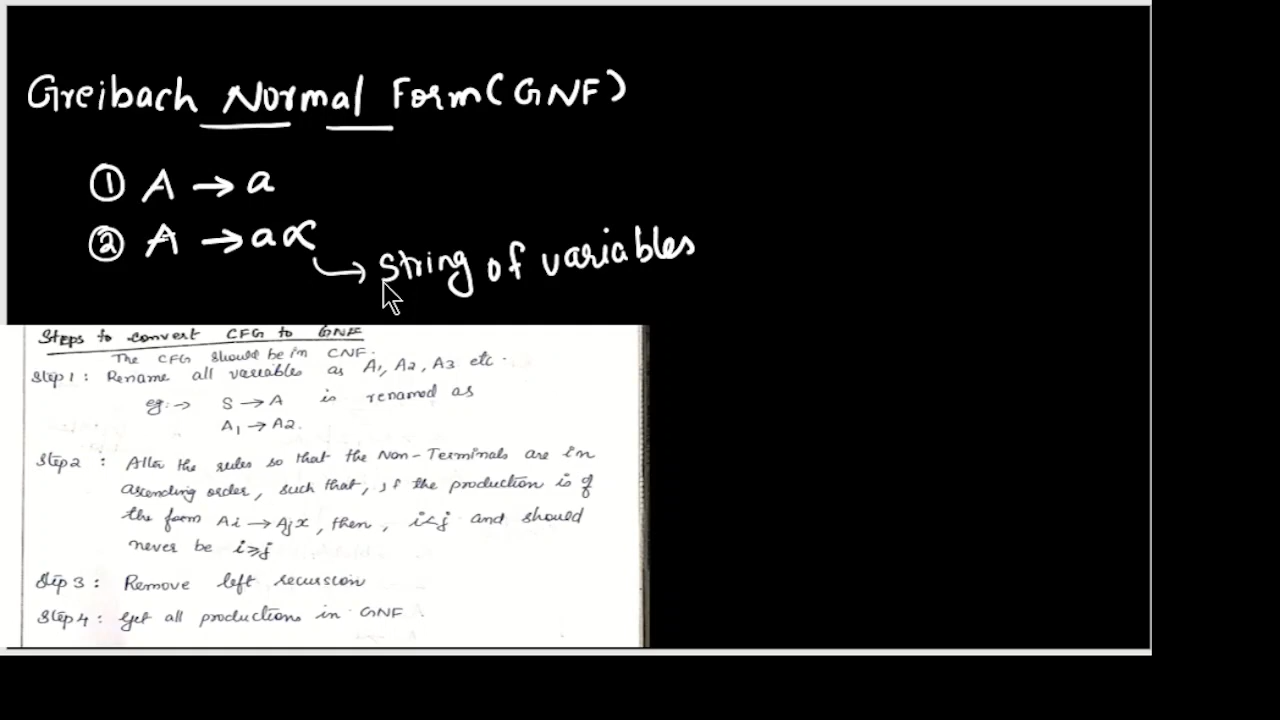 Greibach Normal Form(GNF)
① A → a
② A → aα
String of variables
Steps to convert CFG to GNF
The CFG should be in CNF.
Step 1 : Rename all variables as A1, A2, A3 etc.
eg: → S → A is renamed as
A1 → A2.
Step2 : Alter the rules so that the Non-Terminals are in
ascending order, such that, if the production is of
the form Ai → Ajx, then, i<j and should
never be i≥j
Step 3 : Remove left recursion
Step 4 : Get all productions in GNF.